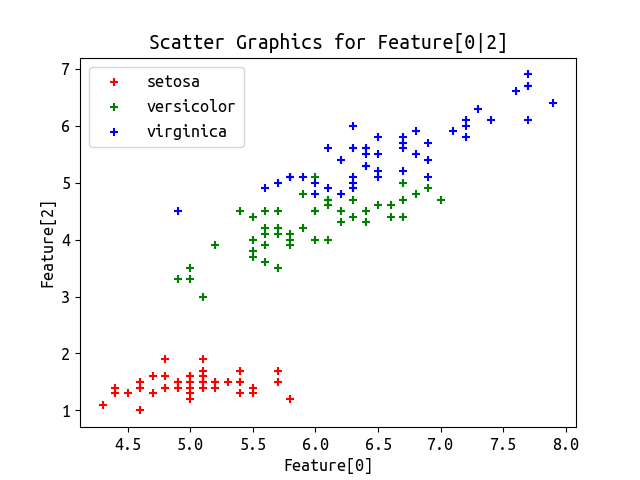 Scatter Graphics for Feature[0|2]
setosa
versicolor
virginica
7
6
5
4
3
2
1
Feature[2]
4.5 5.0 5.5 6.0 6.5 7.0 7.5 8.0
Feature[0]